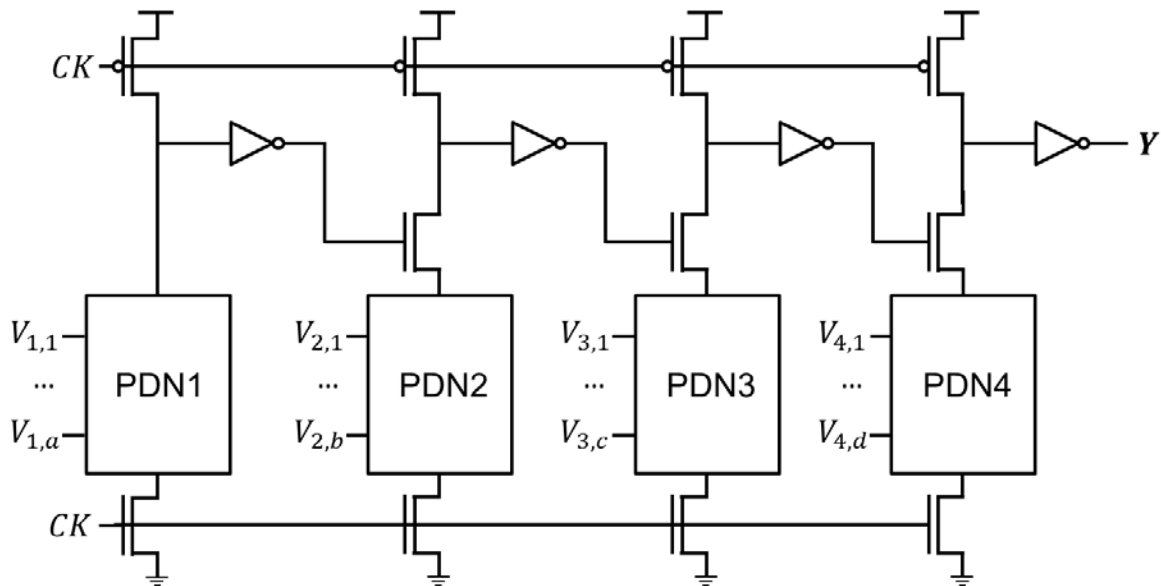 CK
Y
V1,1 V2,1 V3,1 V4,1
... ... ... ...
PDN1 PDN2 PDN3 PDN4
V1,a V2,b V3,c V4,d
CK